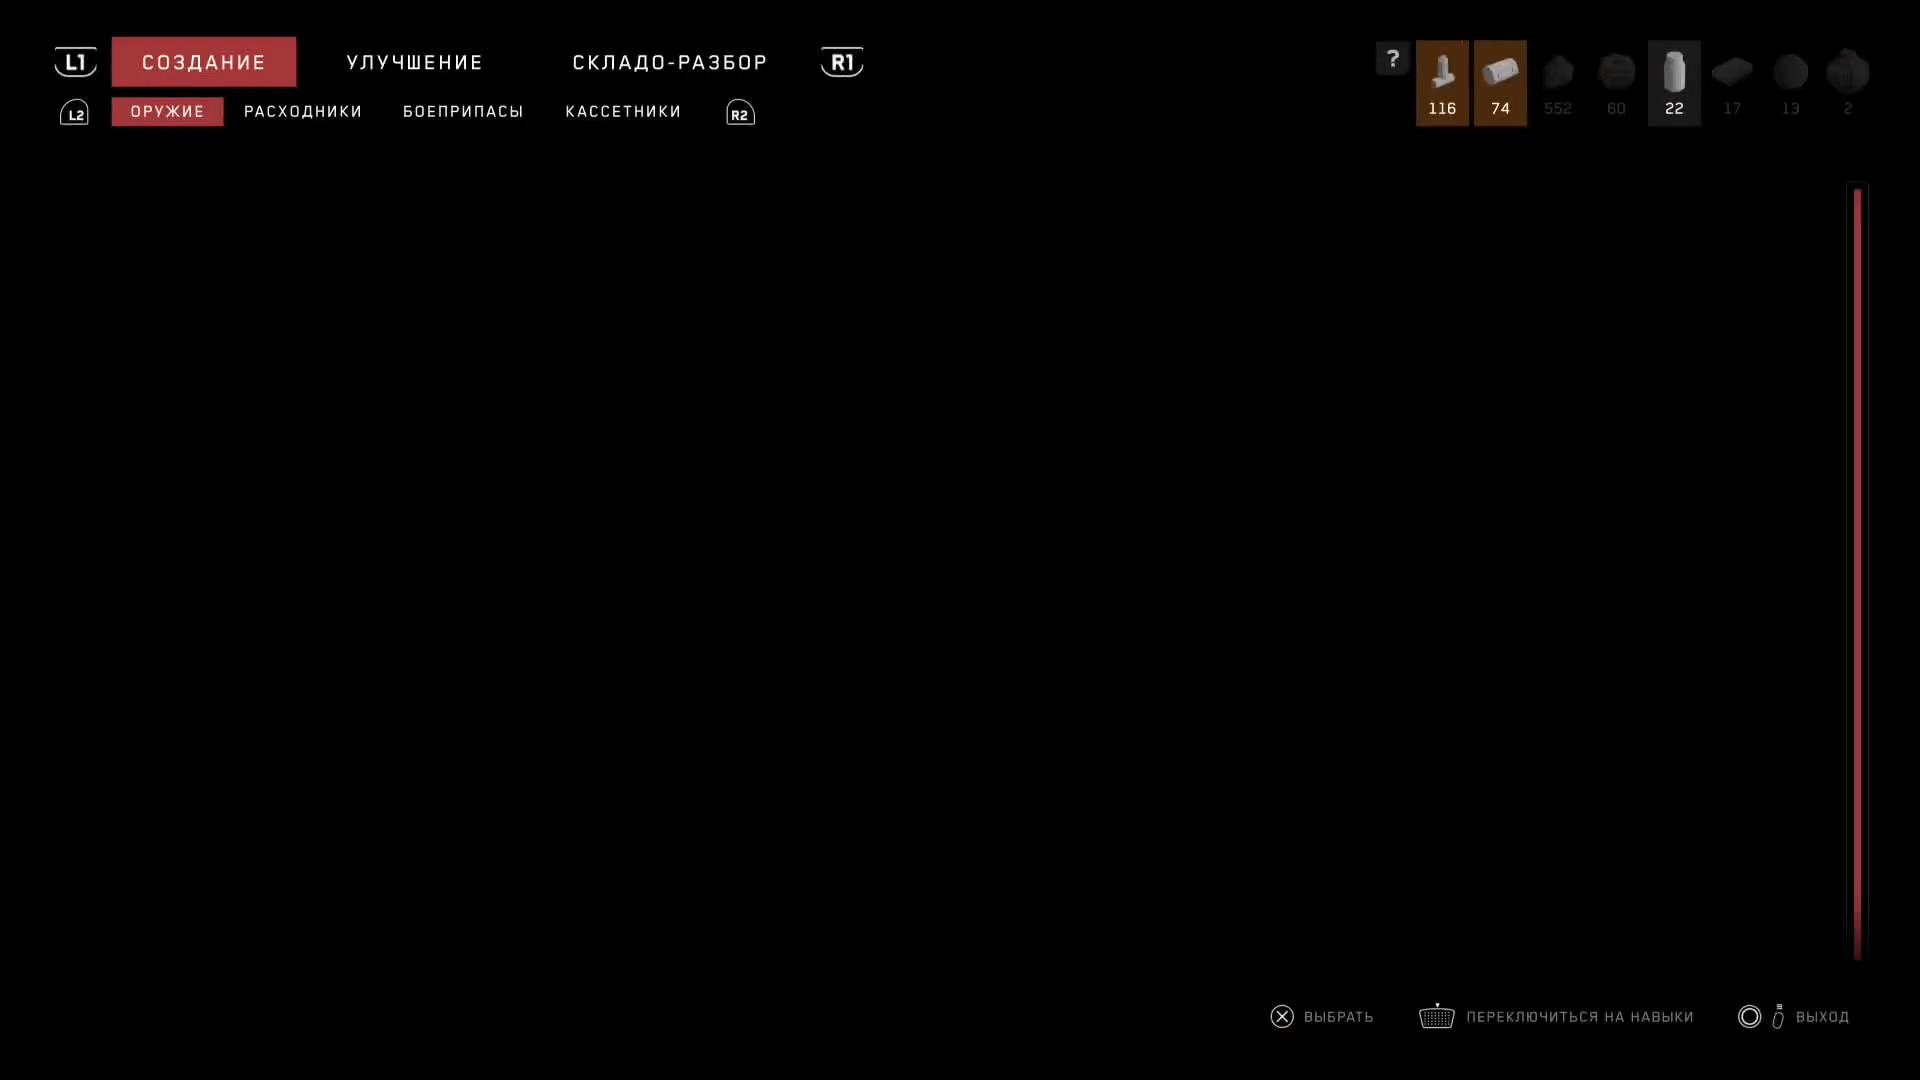 L1 СОЗДАНИЕ УЛУЧШЕНИЕ СКЛАДО-РАЗБОР R1
L2 ОРУЖИЕ РАСХОДНИКИ БОЕПРИПАСЫ КАССЕТНИКИ R2
?
116 74 552 60 22 17 13 2
ВЫБРАТЬ ПЕРЕКЛЮЧИТЬСЯ НА НАВЫКИ ВЫХОД